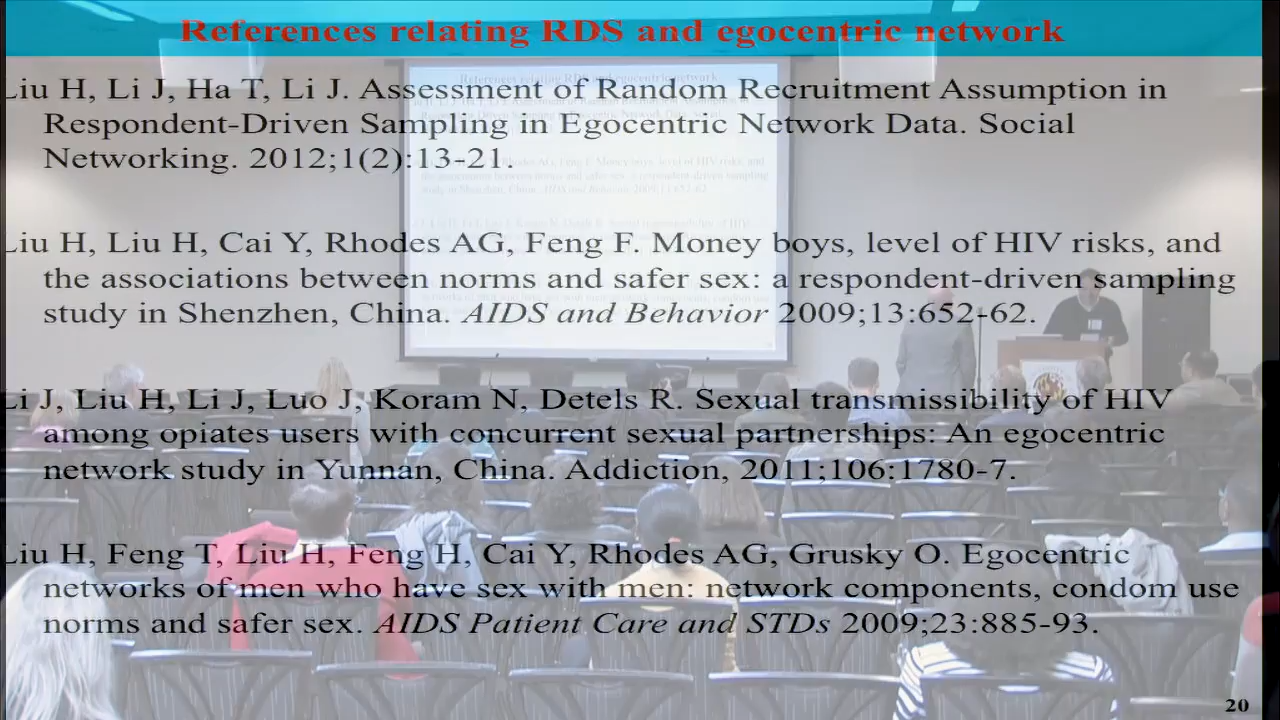 References relating RDS and egocentric network
Liu H, Li J, Ha T, Li J. Assessment of Random Recruitment Assumption in
Respondent-Driven Sampling in Egocentric Network Data. Social
Networking. 2012;1(2):13-21.
Liu H, Liu H, Cai Y, Rhodes AG, Feng F. Money boys, level of HIV risks, and
the associations between norms and safer sex: a respondent-driven sampling
study in Shenzhen, China. AIDS and Behavior 2009;13:652-62.
Li J, Liu H, Li J, Luo J, Koram N, Detels R. Sexual transmissibility of HIV
among opiates users with concurrent sexual partnerships: An egocentric
network study in Yunnan, China. Addiction, 2011;106:1780-7.
Liu H, Feng T, Liu H, Feng H, Cai Y, Rhodes AG, Grusky O. Egocentric
networks of men who have sex with men: network components, condom use
norms and safer sex. AIDS Patient Care and STDs 2009;23:885-93.
20